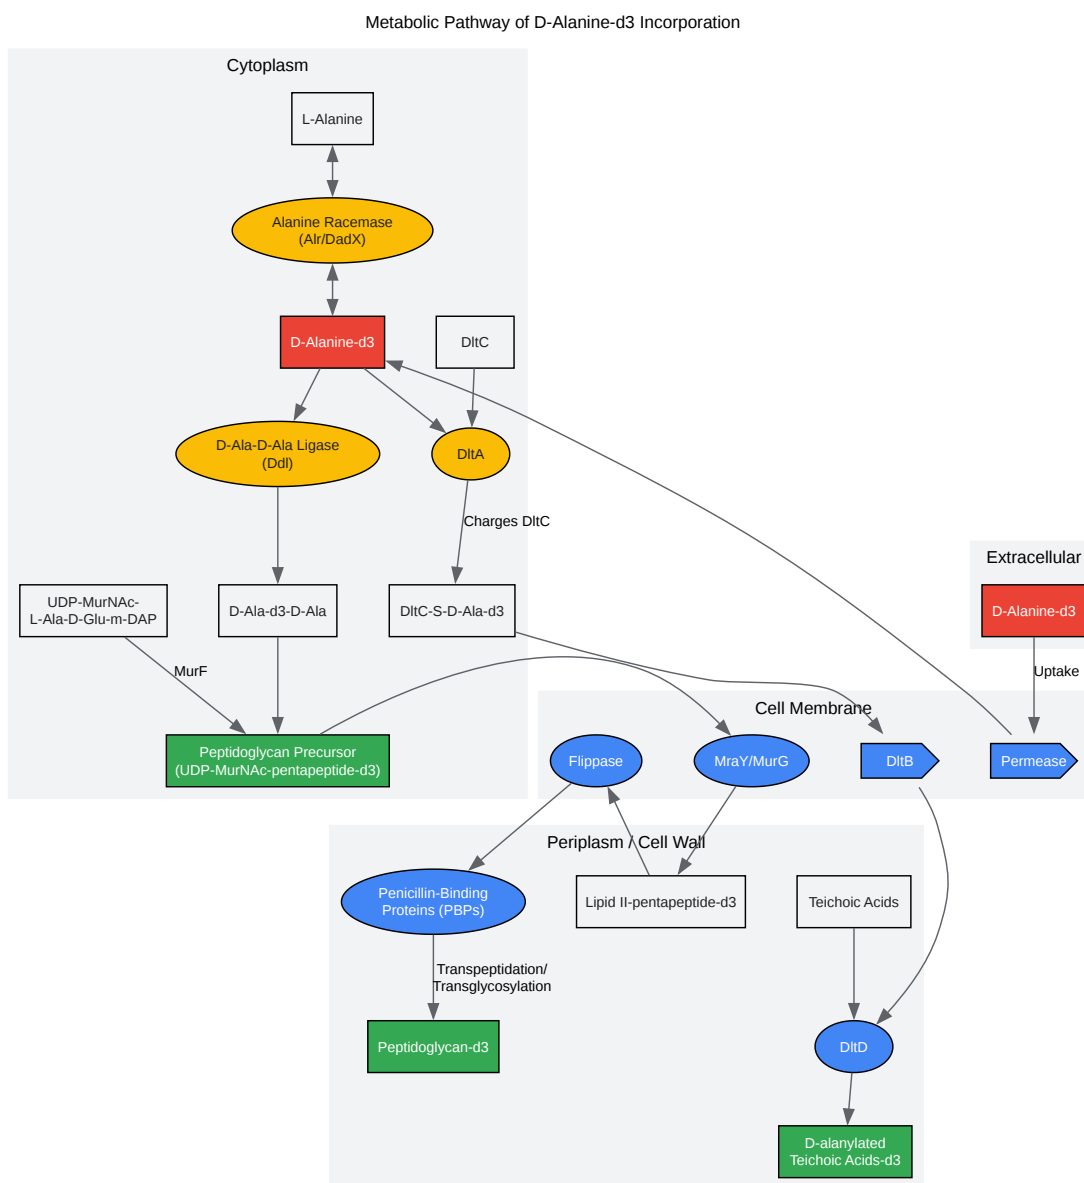 Metabolic Pathway of D-Alanine-d3 Incorporation
Cytoplasm
L-Alanine
Alanine Racemase
(Alr/DadX)
D-Alanine-d3
DltC
D-Ala-D-Ala Ligase
(Ddl)
DltA
Charges DltC
UDP-MurNAc-
L-Ala-D-Glu-m-DAP
D-Ala-d3-D-Ala
DltC-S-D-Ala-d3
MurF
Peptidoglycan Precursor
(UDP-MurNAc-pentapeptide-d3)
Extracellular
D-Alanine-d3
Uptake
Cell Membrane
Flippase
MraY/MurG
DltB
Permease
Periplasm / Cell Wall
Penicillin-Binding
Proteins (PBPs)
Lipid II-pentapeptide-d3
Teichoic Acids
Transpeptidation/
Transglycosylation
Peptidoglycan-d3
DltD
D-alanylated
Teichoic Acids-d3